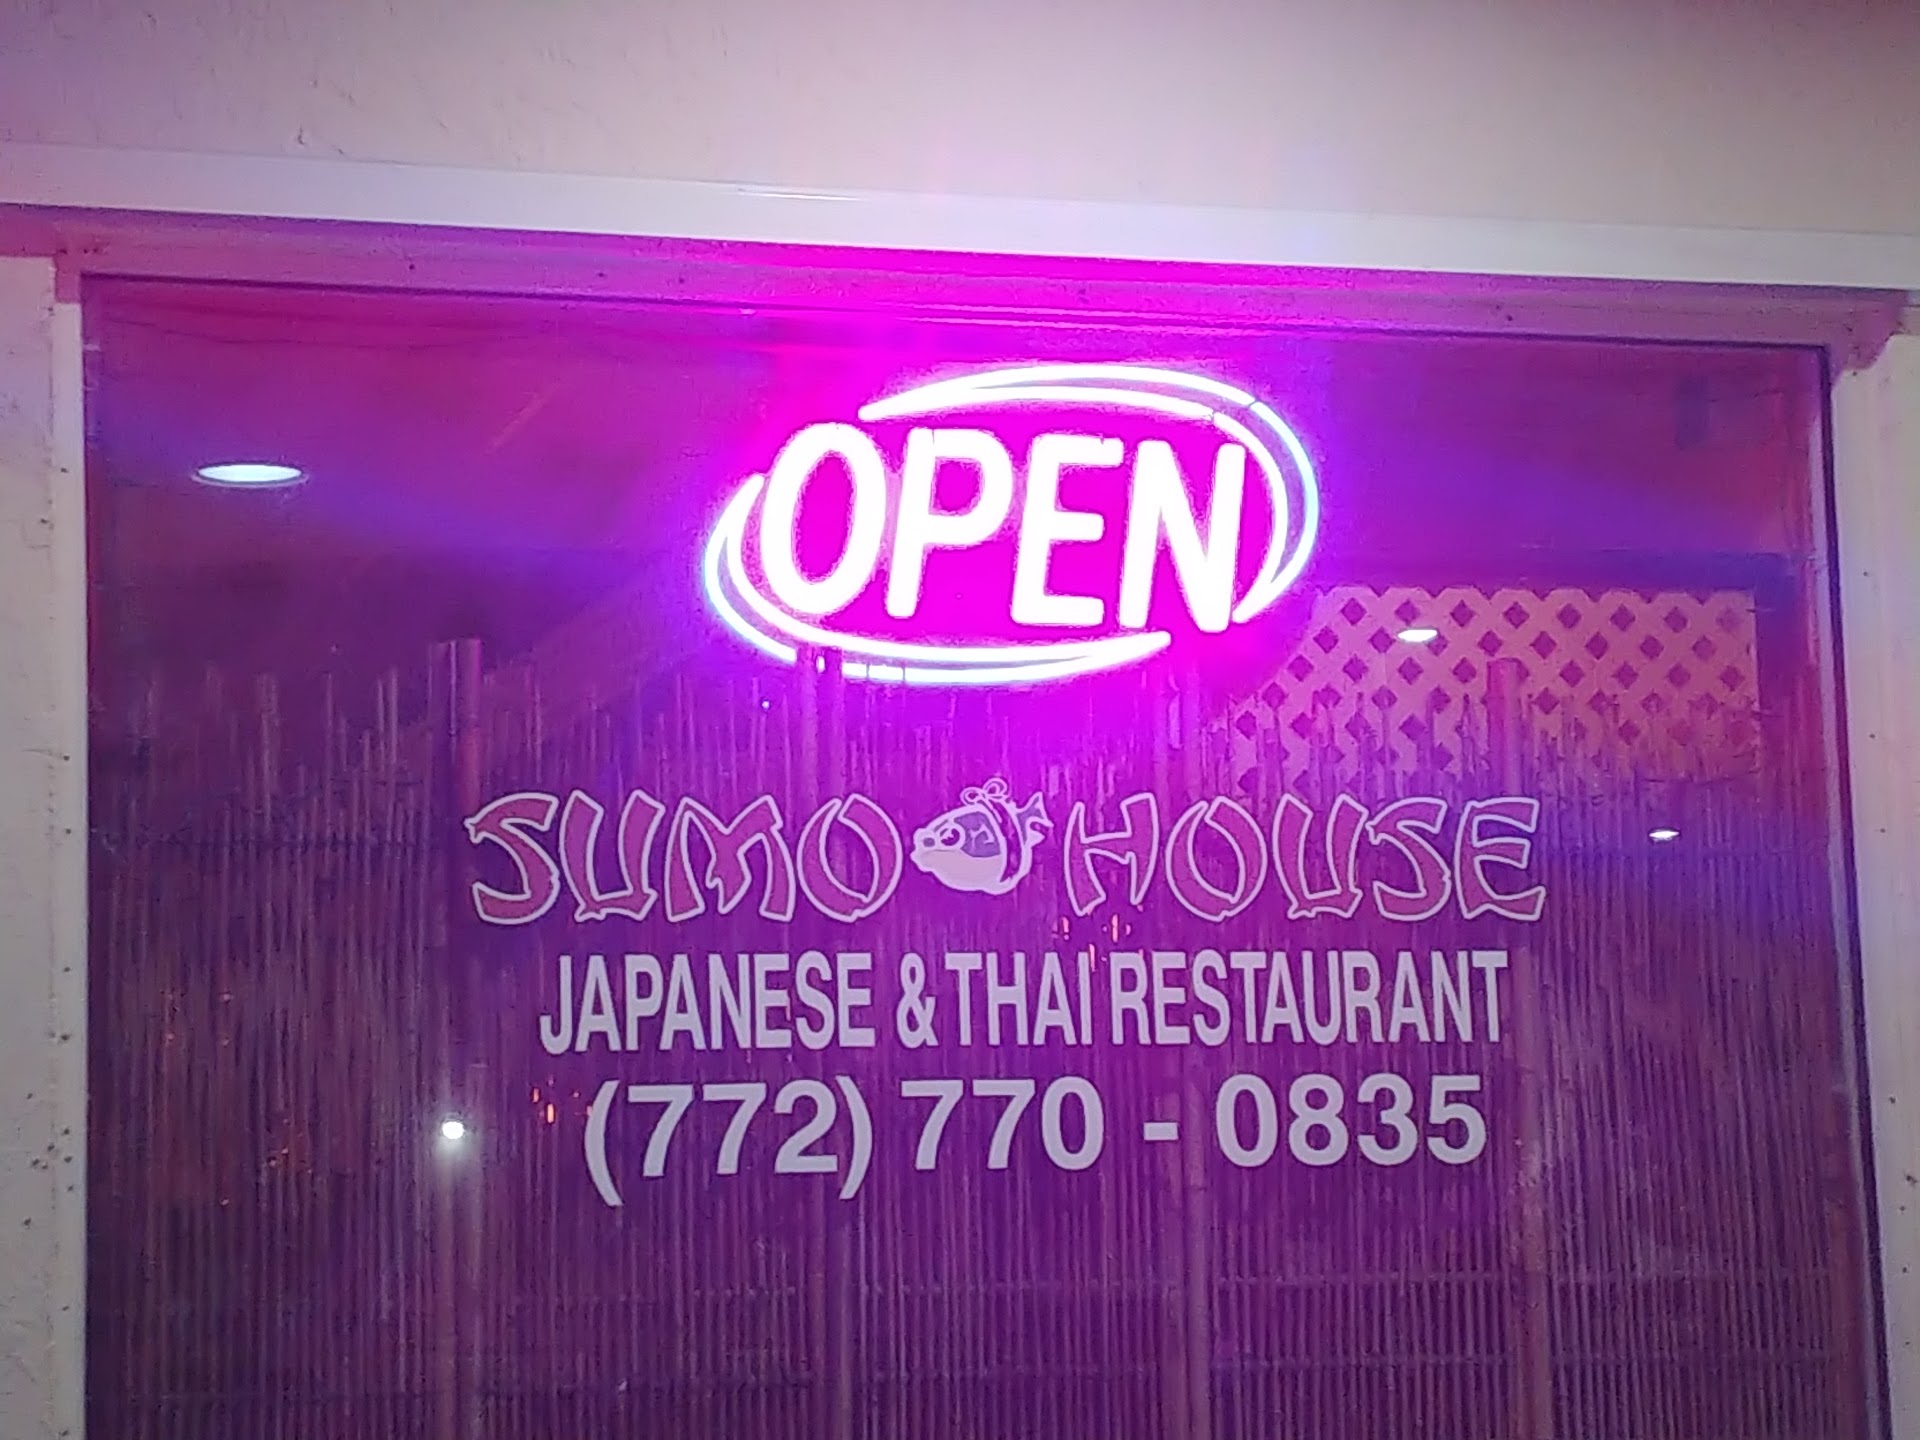 OPEN
SUMO HOUSE
JAPANESE & THAI RESTAURANT
(772) 770 - 0835